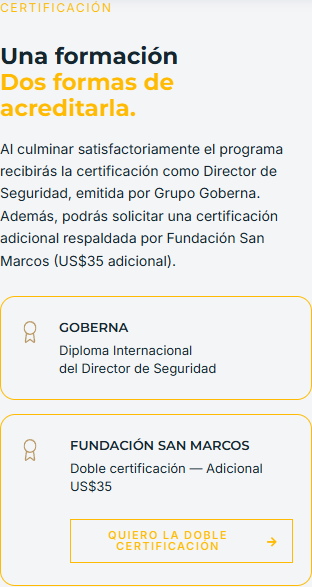 CERTIFICACIÓN
Una formación
Dos formas de
acreditarla.
Al culminar satisfactoriamente el programa
recibirás la certificación como Director de
Seguridad, emitida por Grupo Goberna.
Además, podrás solicitar una certificación
adicional respaldada por Fundación San
Marcos (US$35 adicional).
GOBERNA
Diploma Internacional
del Director de Seguridad
FUNDACIÓN SAN MARCOS
Doble certificación — Adicional
US$35
QUIERO LA DOBLE
CERTIFICACIÓN →